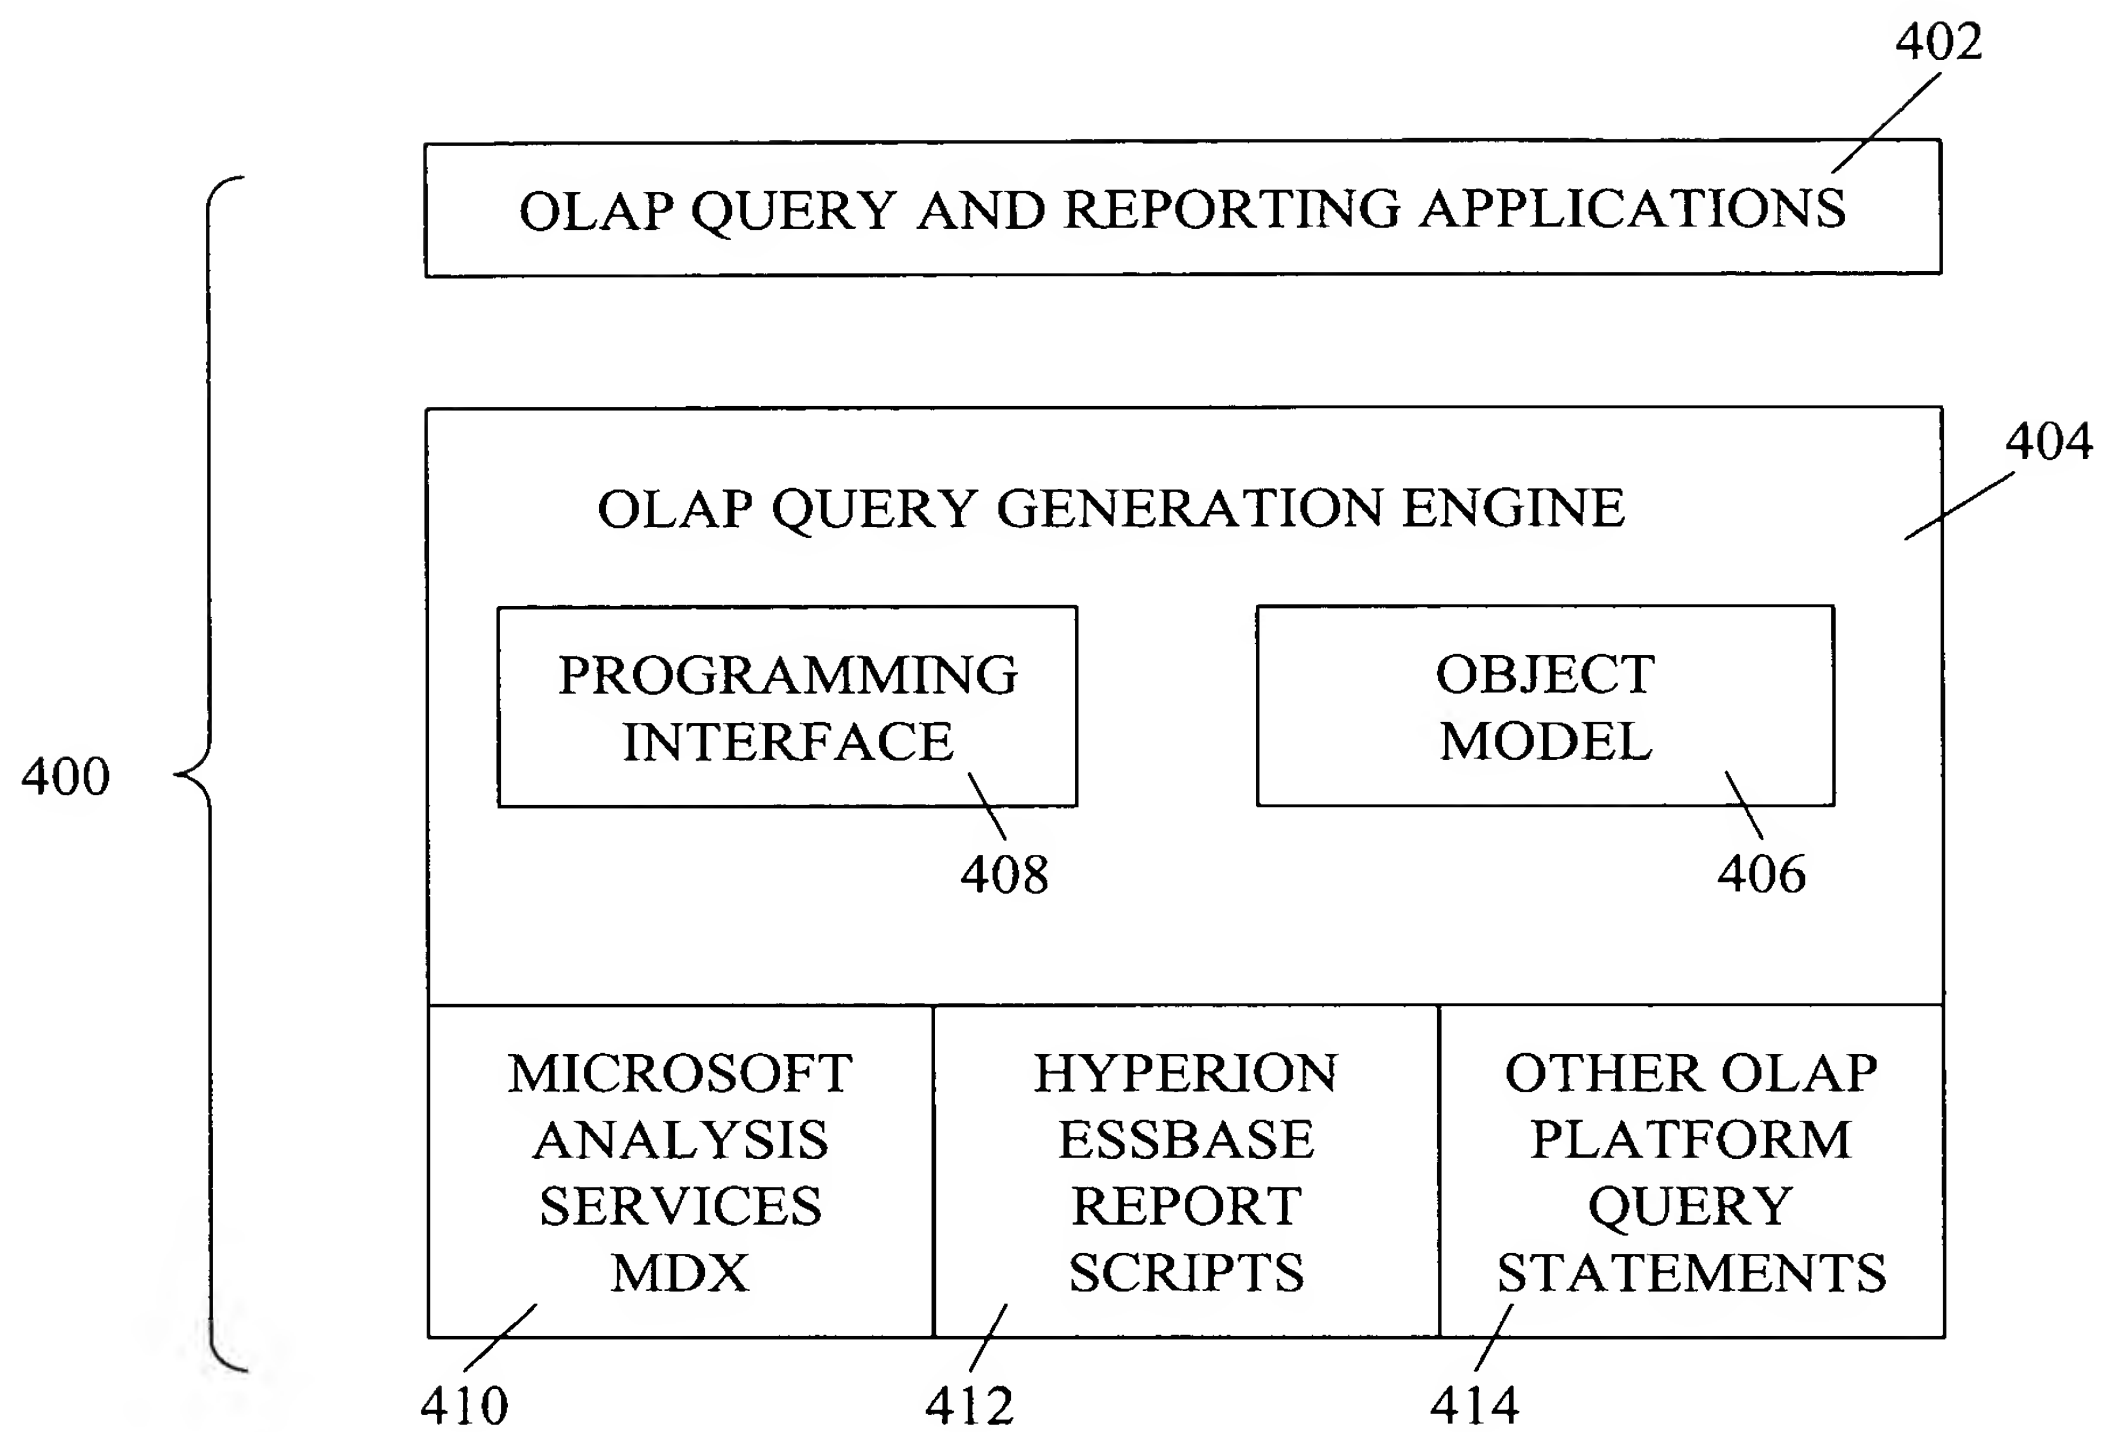 402
OLAP QUERY AND REPORTING APPLICATIONS
404
OLAP QUERY GENERATION ENGINE
PROGRAMMING
INTERFACE
408
OBJECT
MODEL
406
400
MICROSOFT
ANALYSIS
SERVICES
MDX
410
HYPERION
ESSBASE
REPORT
SCRIPTS
412
OTHER OLAP
PLATFORM
QUERY
STATEMENTS
414